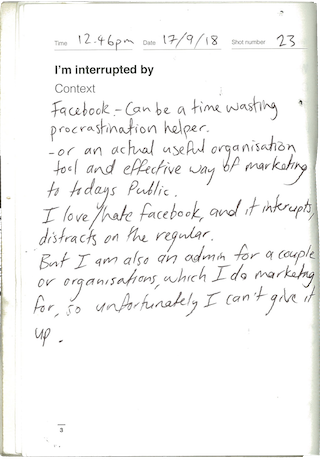 Time 12.46pm Date 17/9/18 Shot number 23
I'm interrupted by
Context
Facebook - Can be a time wasting
procrastination helper.
- or an actual useful organisation
tool and effective way of marketing
to todays Public.
I love/hate facebook, and it interupts,
distracts on the regular.
But I am also an admin for a couple
or organisations, which I do marketing
for, so unfortunately I can't give it
up.
3